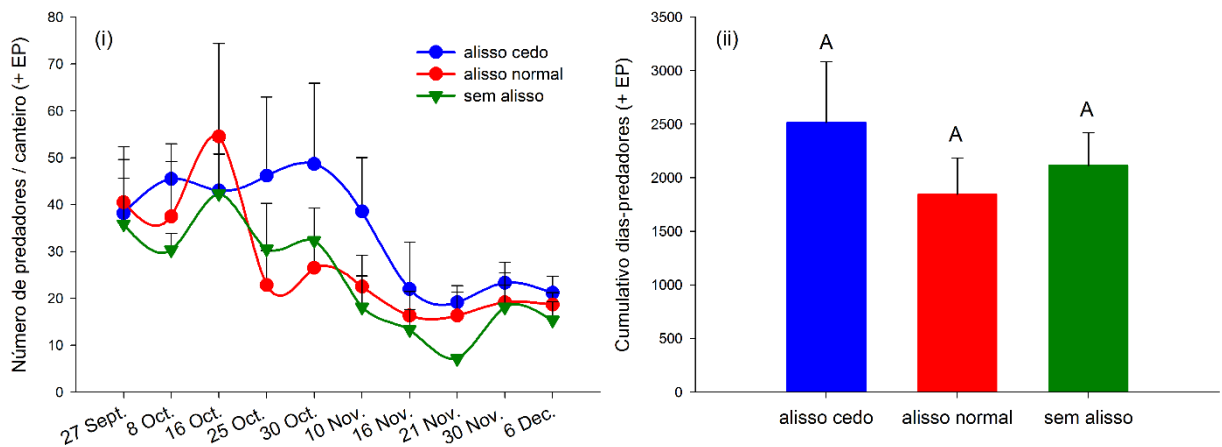 (i)
Número de predadores / canteiro (+ EP)
80
70
60
50
40
30
20
10
0
alisso cedo
alisso normal
sem alisso
27 Sept.
8 Oct.
16 Oct.
25 Oct.
30 Oct.
10 Nov.
16 Nov.
21 Nov.
30 Nov.
6 Dec.
(ii)
Cumulativo dias-predadores (+ EP)
3500
3000
2500
2000
1500
1000
500
0
A
A
A
alisso cedo
alisso normal
sem alisso